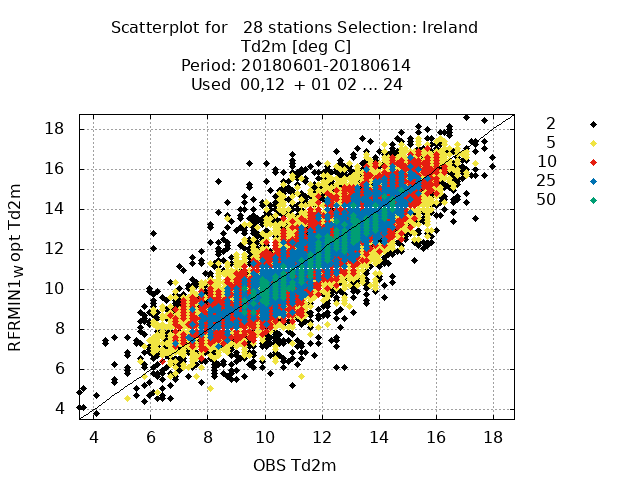 Scatterplot for 28 stations Selection: Ireland
Td2m [deg C]
Period: 20180601-20180614
Used 00,12 + 01 02 ... 24
2
5
10
25
50
18
16
14
12
10
8
6
4
RFRMIN1w opt Td2m
4 6 8 10 12 14 16 18
OBS Td2m